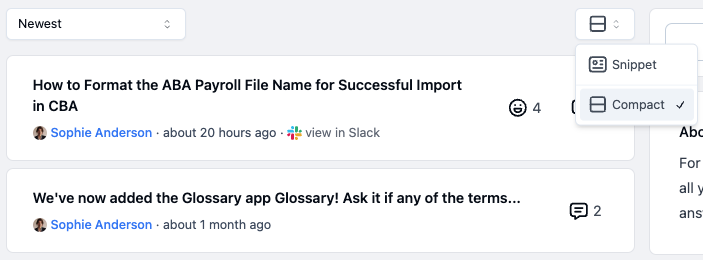 Newest
Snippet
Compact
How to Format the ABA Payroll File Name for Successful Import
in CBA
4
Sophie Anderson · about 20 hours ago · view in Slack
We've now added the Glossary app Glossary! Ask it if any of the terms...
2
Sophie Anderson · about 1 month ago
For
all